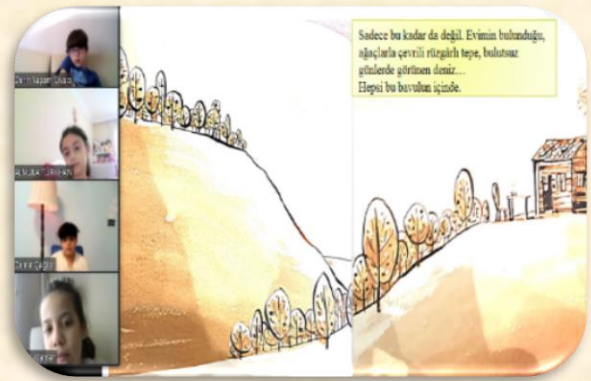 Sadece bu kadar da değil. Evimin bulunduğu,
ağaçlarla çevrili rüzgârlı tepe, bulutsuz
günlerde görünen deniz...
Hepsi bu bavulun içinde.